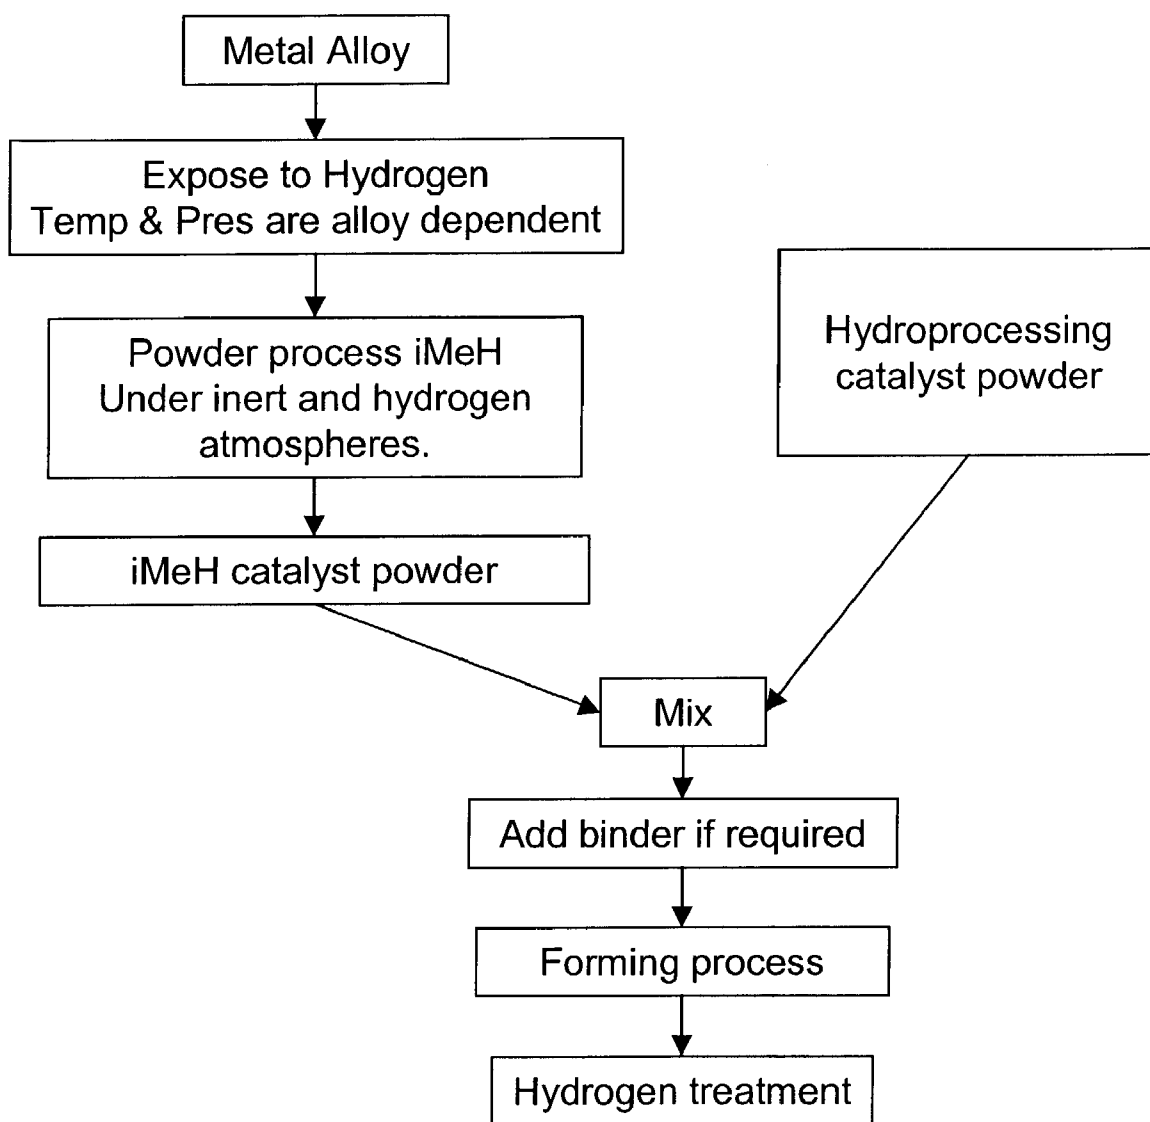 Metal Alloy
Expose to Hydrogen
Temp & Pres are alloy dependent
Powder process iMeH
Under inert and hydrogen
atmospheres.
iMeH catalyst powder
Hydroprocessing
catalyst powder
Mix
Add binder if required
Forming process
Hydrogen treatment